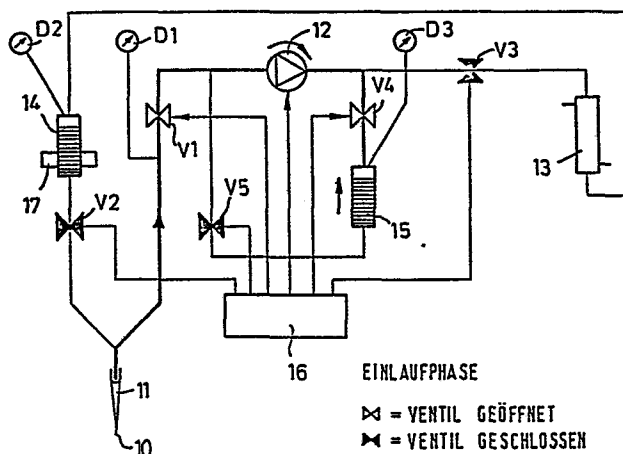 D2
D1
12
D3
V3
14
V1
V4
13
17
V2
V5
15
16
11
10
EINLAUFPHASE
= VENTIL GEÖFFNET
= VENTIL GESCHLOSSEN